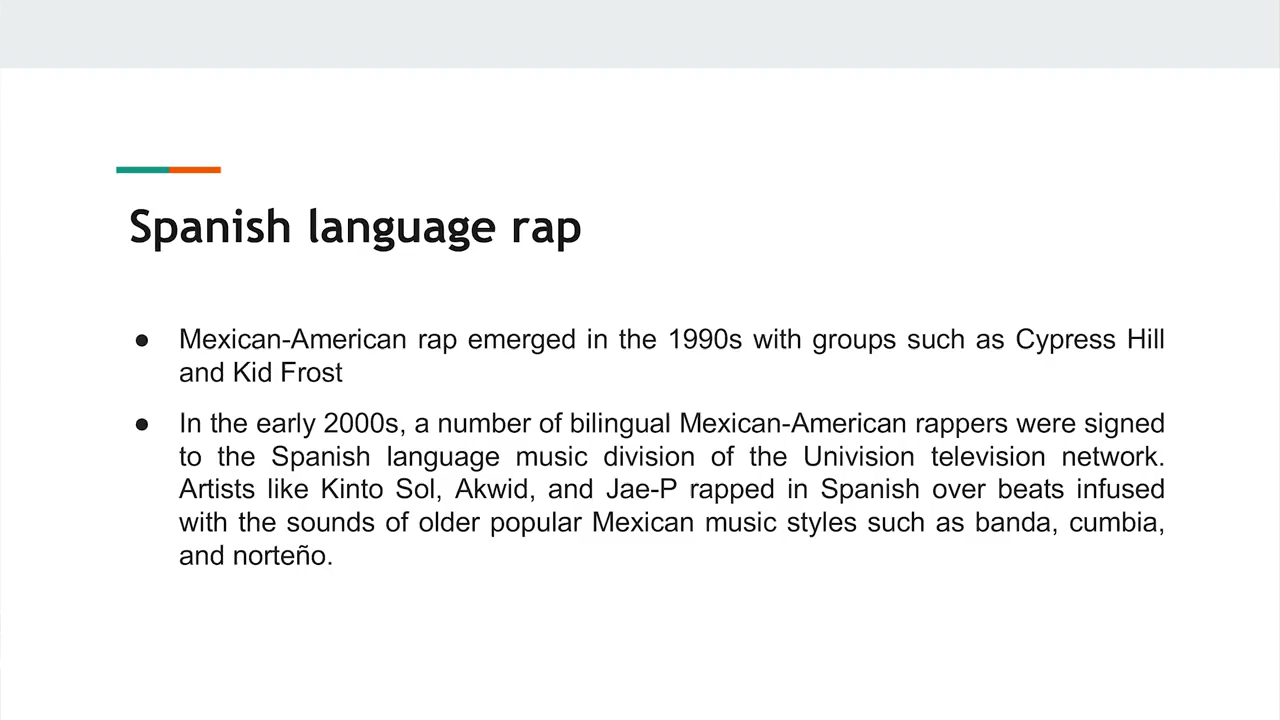 Spanish language rap
● Mexican-American rap emerged in the 1990s with groups such as Cypress Hill
and Kid Frost
● In the early 2000s, a number of bilingual Mexican-American rappers were signed
to the Spanish language music division of the Univision television network.
Artists like Kinto Sol, Akwid, and Jae-P rapped in Spanish over beats infused
with the sounds of older popular Mexican music styles such as banda, cumbia,
and norteño.